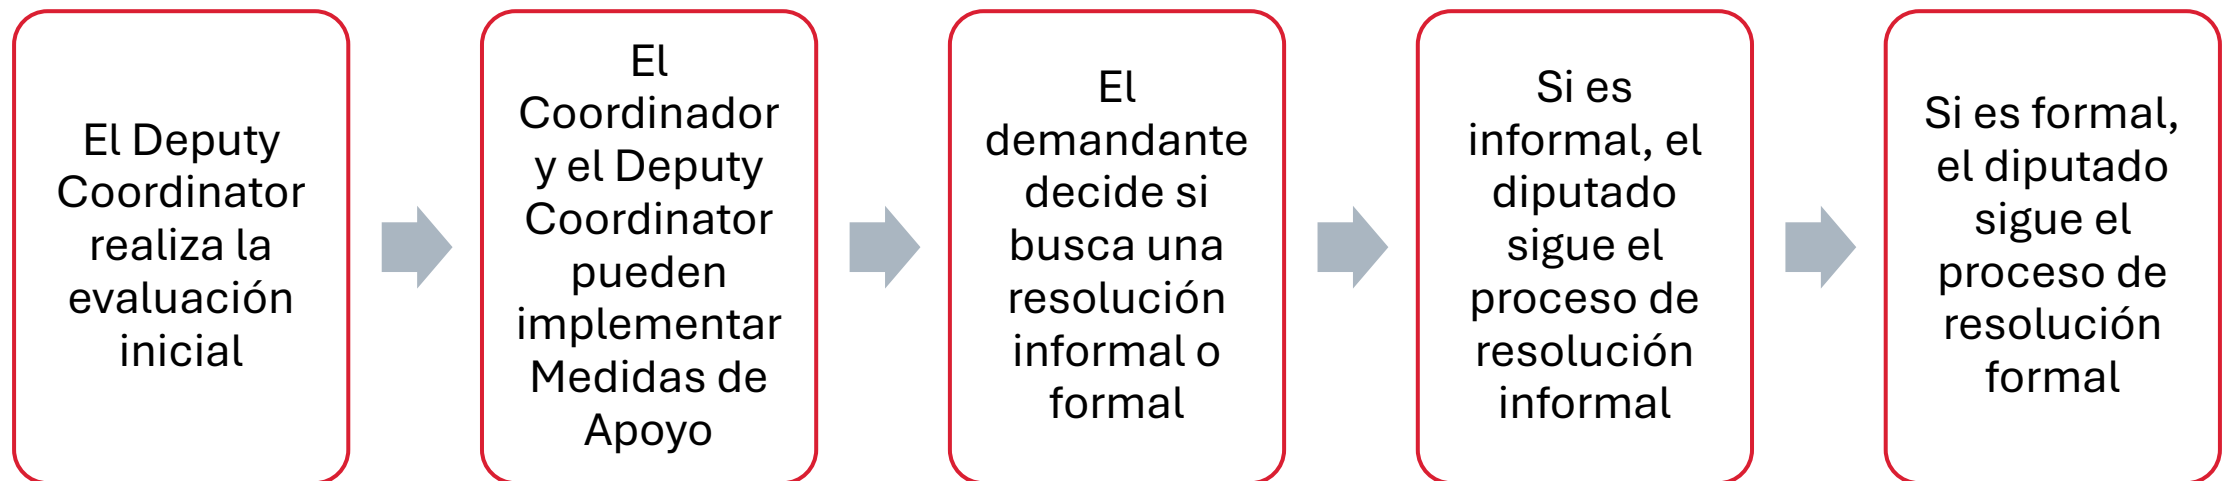 El Deputy
Coordinator
realiza la
evaluación
inicial
El
Coordinador
y el Deputy
Coordinator
pueden
implementar
Medidas de
Apoyo
El
demandante
decide si
busca una
resolución
informal o
formal
Si es
informal, el
diputado
sigue el
proceso de
resolución
informal
Si es formal,
el diputado
sigue el
proceso de
resolución
formal